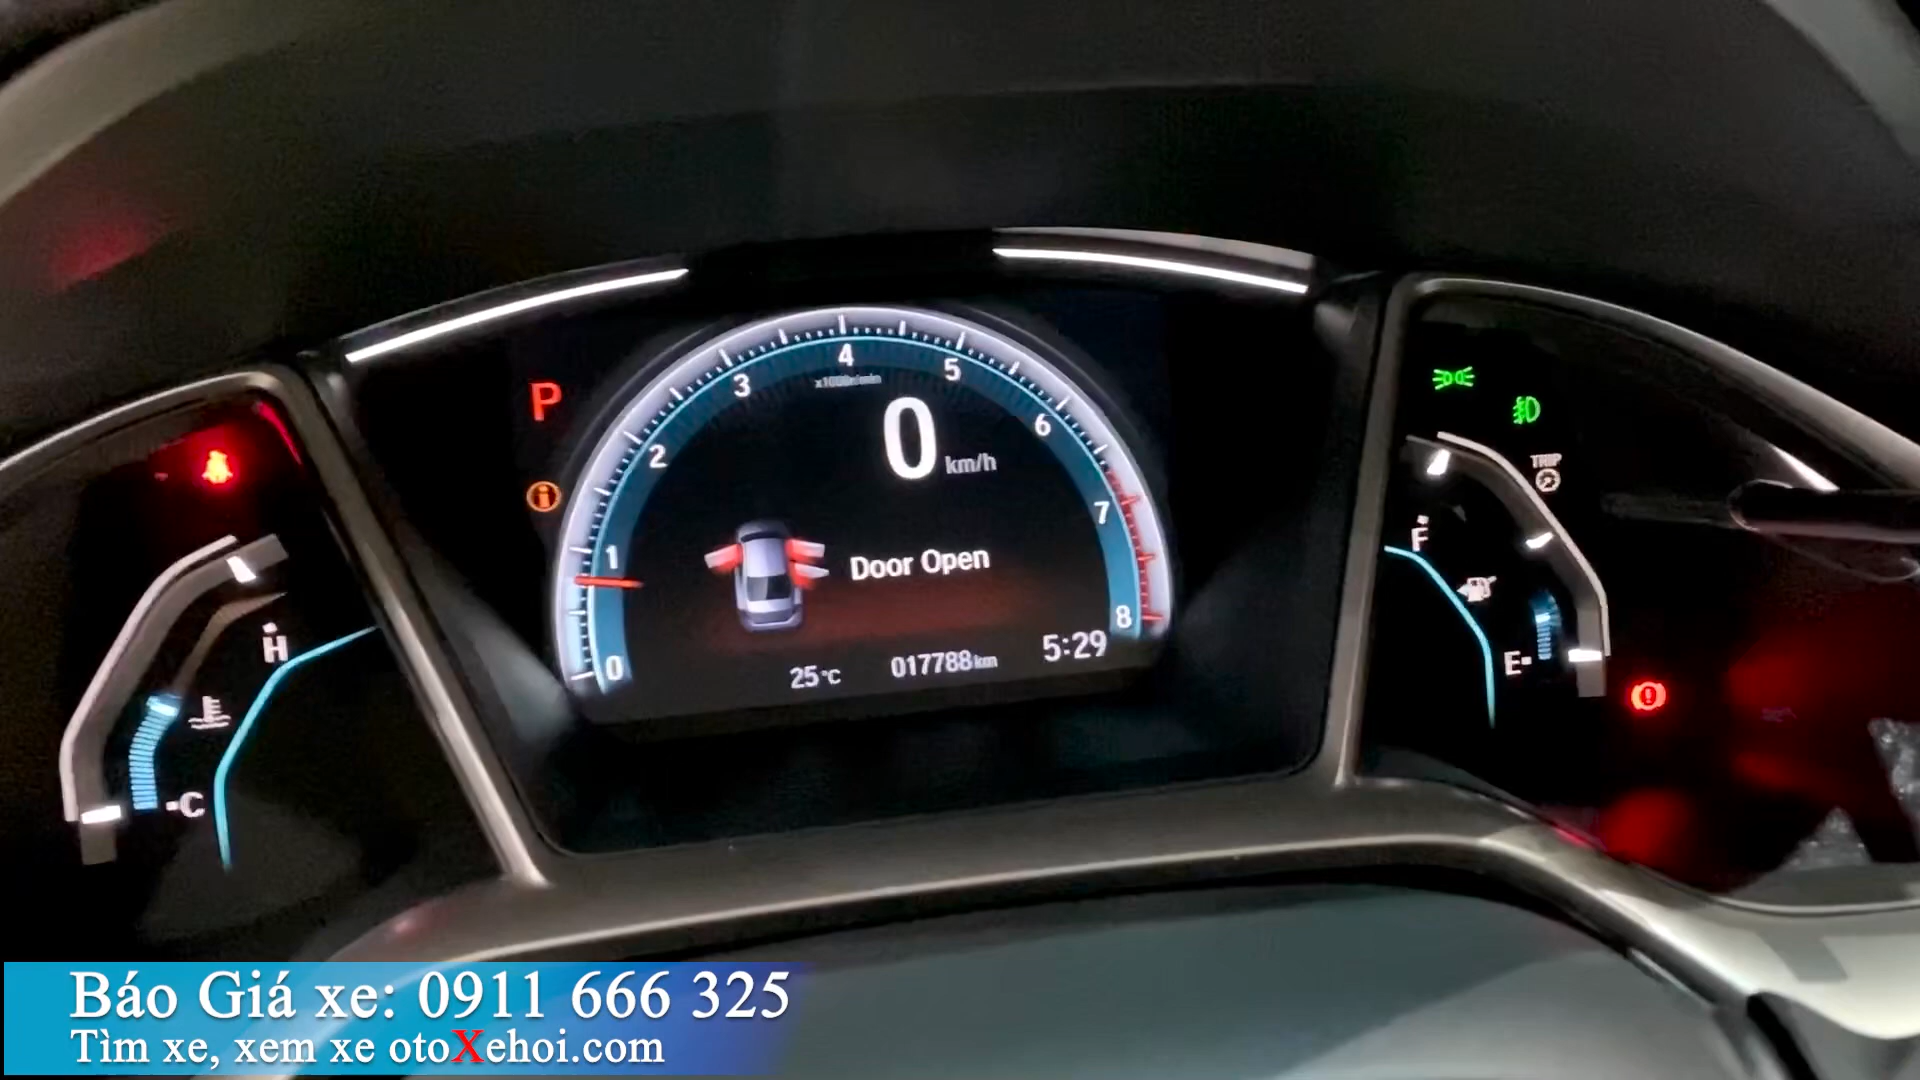 P
4
3
5
x1000r/min
0 km/h
6
2
7
1
Door Open
8
0
25°C
017788km
5:29
H
C
TRIP
F
E
Báo Giá xe: 0911 666 325
Tìm xe, xem xe otoXehoi.com